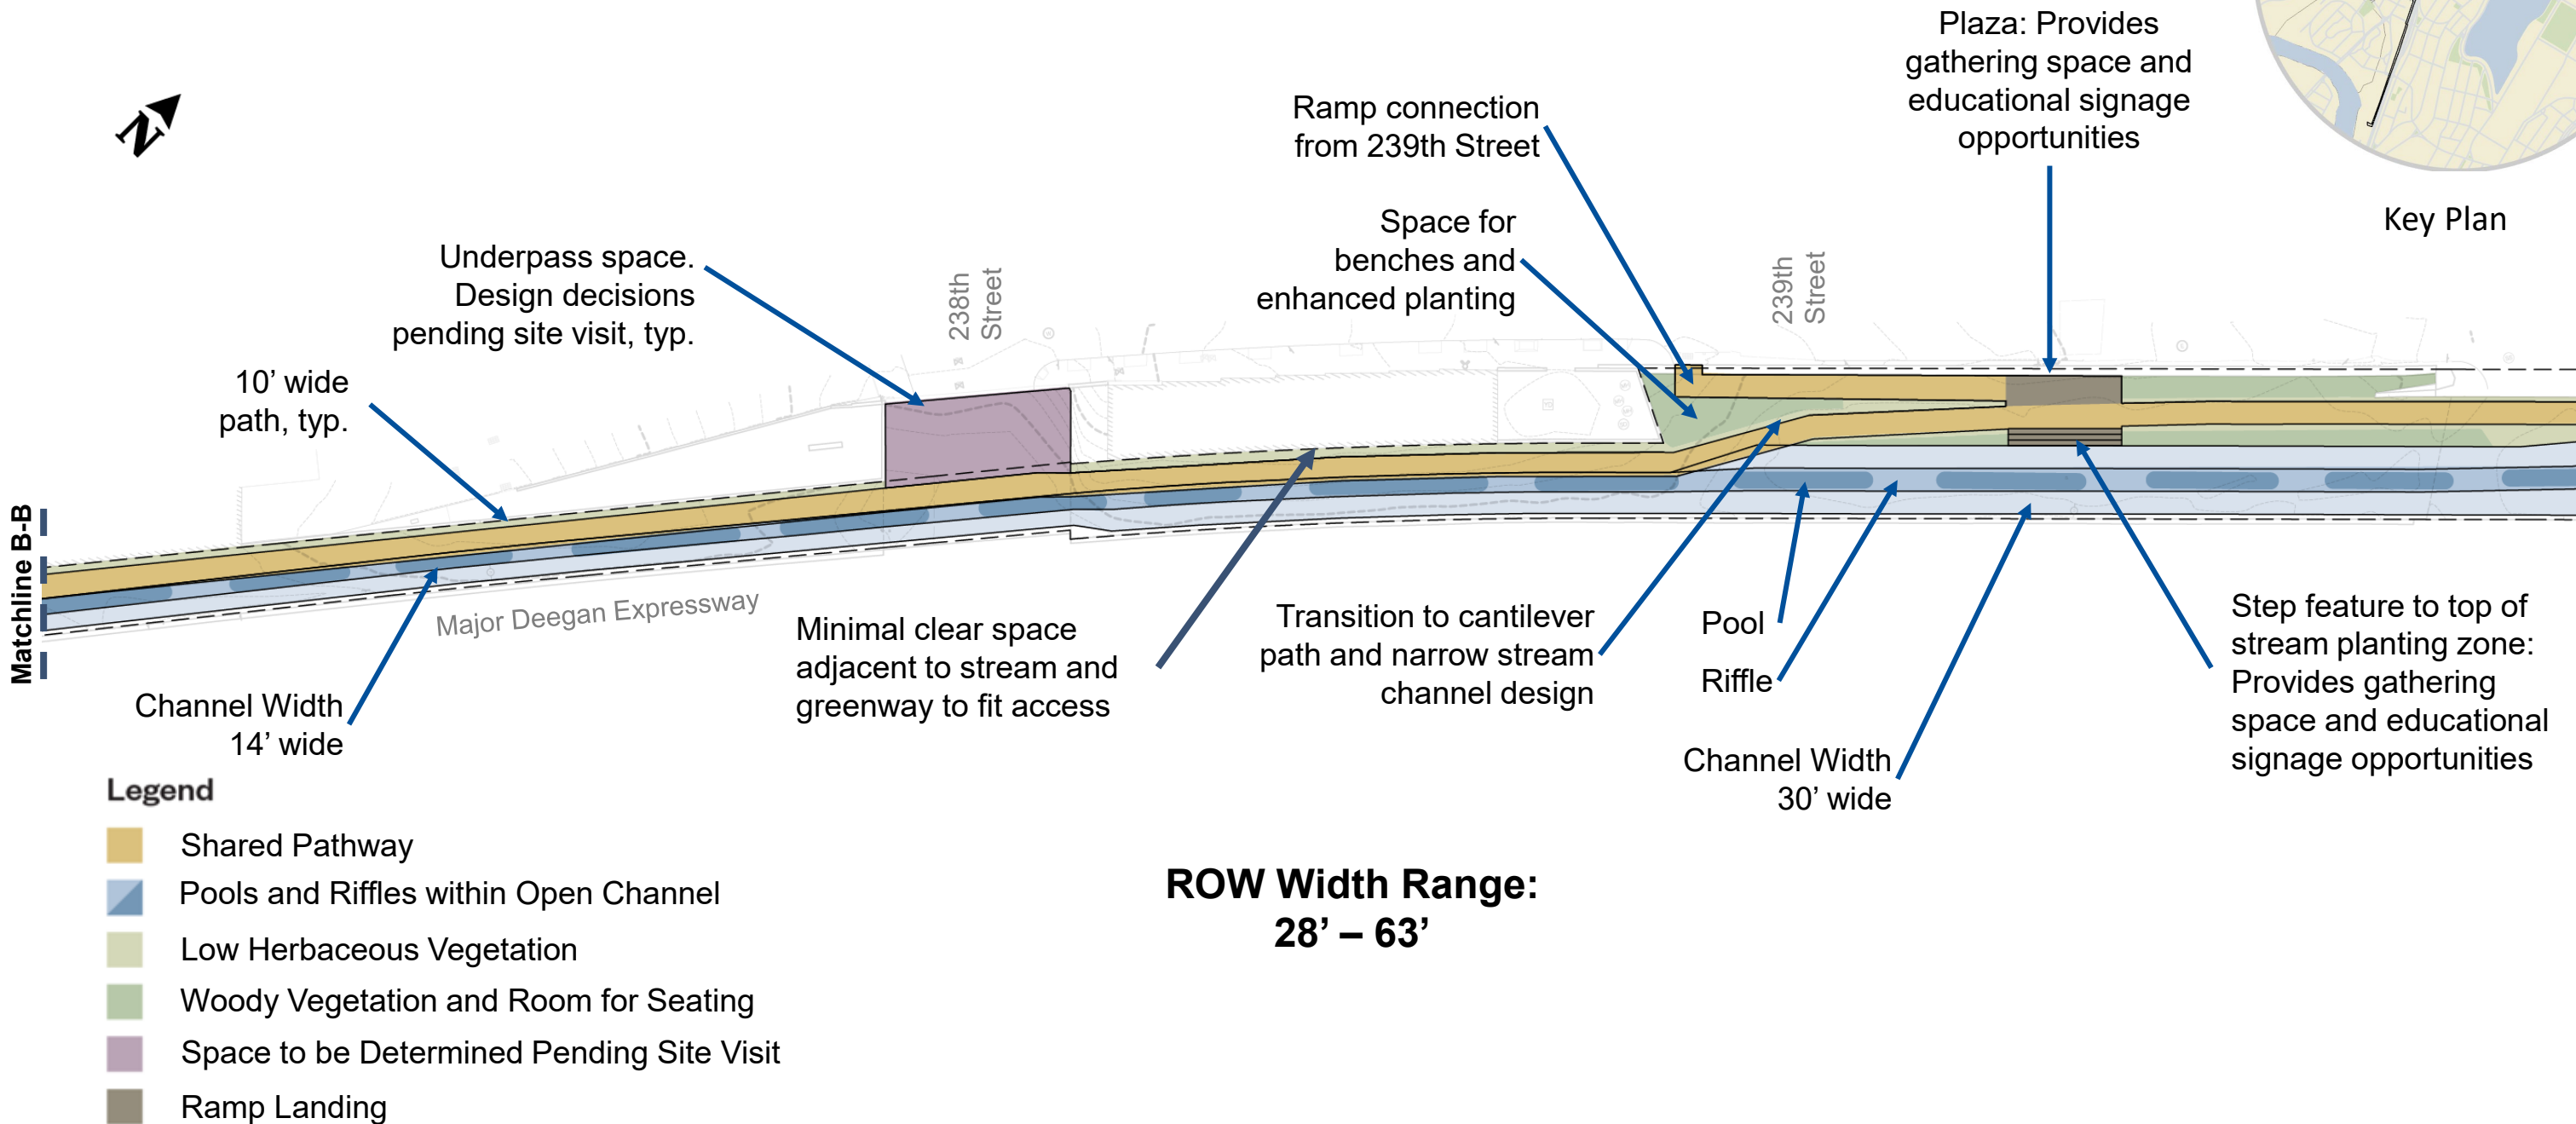 Plaza: Provides
gathering space and
educational signage
opportunities
Key Plan
N
Ramp connection
from 239th Street
Space for
benches and
enhanced planting
239th
Street
Underpass space.
Design decisions
pending site visit, typ.
238th
Street
10’ wide
path, typ.
Matchline B-B
Major Deegan Expressway
Channel Width
14’ wide
Minimal clear space
adjacent to stream and
greenway to fit access
Transition to cantilever
path and narrow stream
channel design
Pool
Riffle
Channel Width
30’ wide
Step feature to top of
stream planting zone:
Provides gathering
space and educational
signage opportunities
Legend
Shared Pathway
Pools and Riffles within Open Channel
Low Herbaceous Vegetation
Woody Vegetation and Room for Seating
Space to be Determined Pending Site Visit
Ramp Landing
ROW Width Range:
28’ – 63’